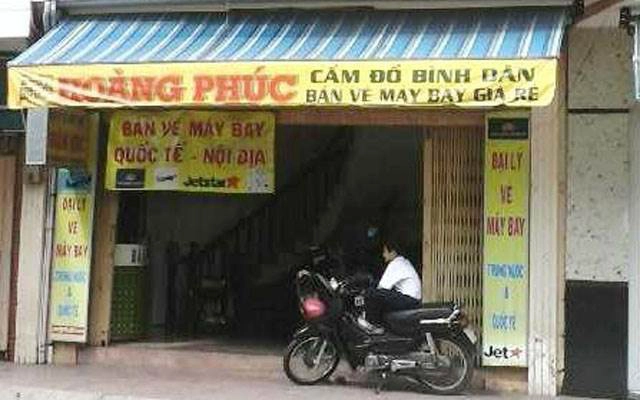 HOÀNG PHÚC
CẦM ĐỒ BÌNH DÂN
BÁN VÉ MÁY BAY GIÁ RẺ
BÁN VÉ MÁY BAY
QUỐC TẾ - NỘI ĐỊA
Jetstar
ĐẠI LÝ
VÉ
MÁY BAY
TRONG NƯỚC
&
QUỐC TẾ
ĐẠI LÝ
VÉ
MÁY BAY
TRONG NƯỚC
&
QUỐC TẾ
Jet